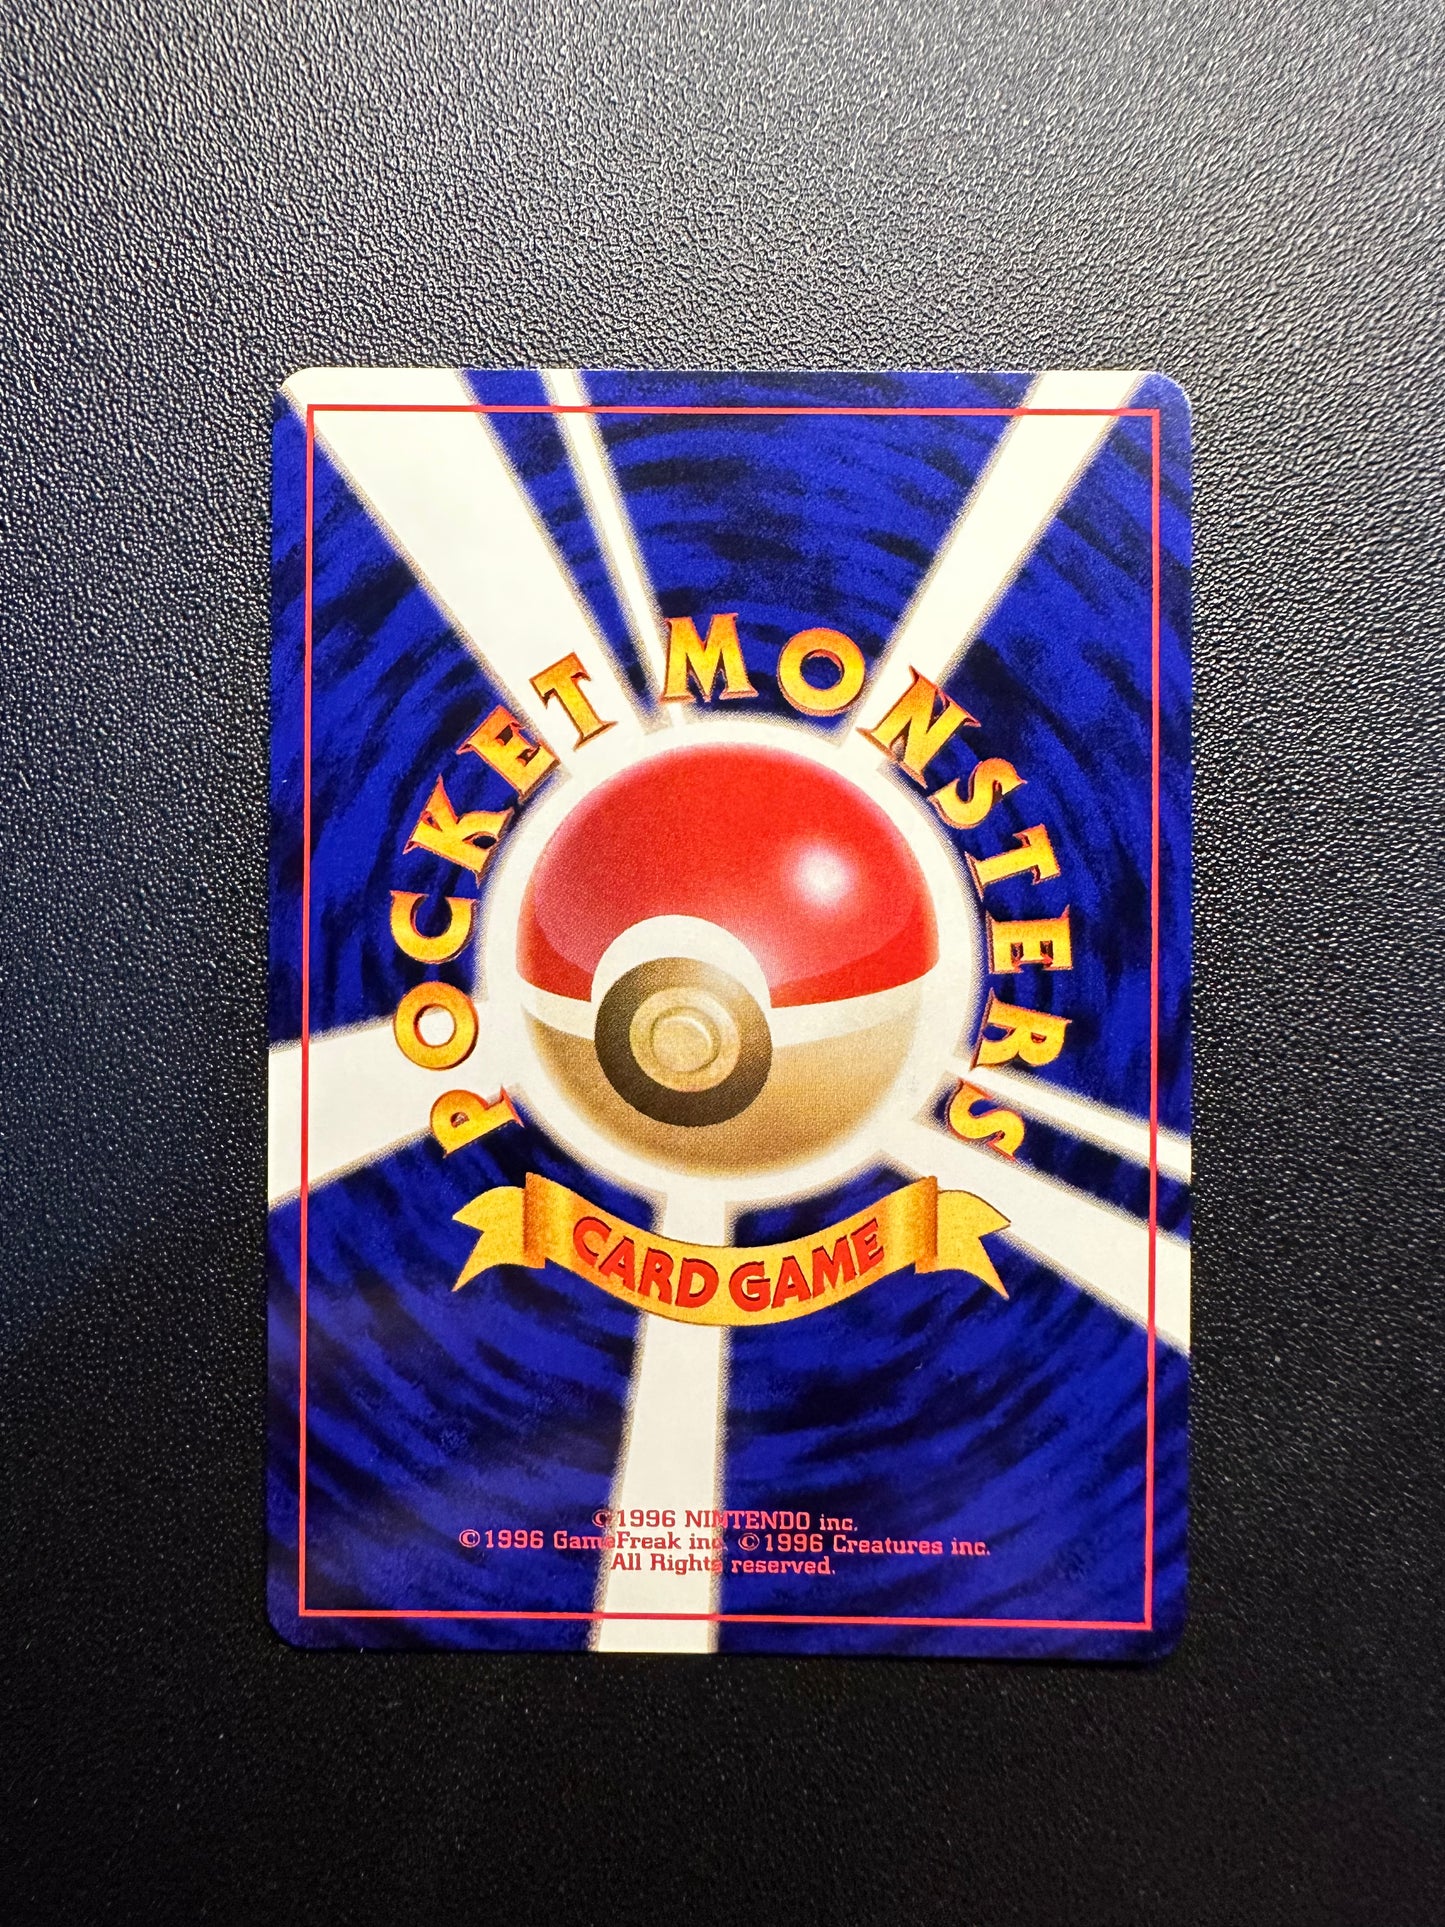 POCKET MONSTERS
CARD GAME
©1996 NINTENDO inc.
©1996 GameFreak inc. ©1996 Creatures inc.
All Rights reserved.